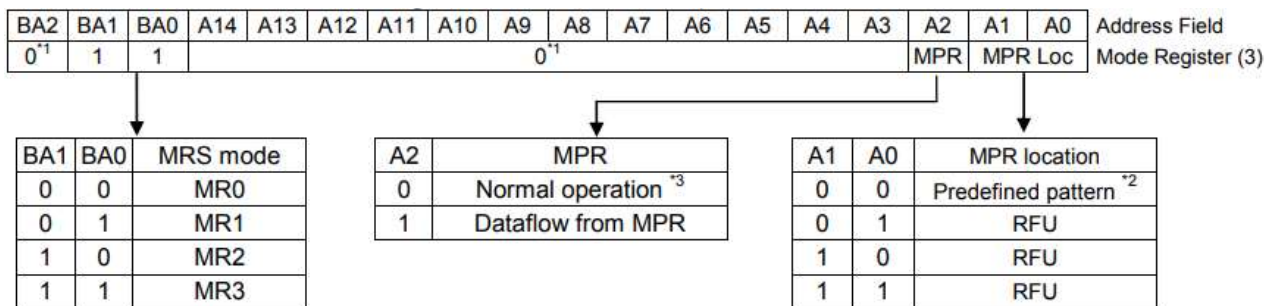 BA2 BA1 BA0 A14 A13 A12 A11 A10 A9 A8 A7 A6 A5 A4 A3 A2 A1 A0 Address Field
0*1 1 1 0*1 MPR MPR Loc Mode Register (3)
BA1 BA0 MRS mode
0 0 MR0
0 1 MR1
1 0 MR2
1 1 MR3
A2 MPR
0 Normal operation *3
1 Dataflow from MPR
A1 A0 MPR location
0 0 Predefined pattern *2
0 1 RFU
1 0 RFU
1 1 RFU